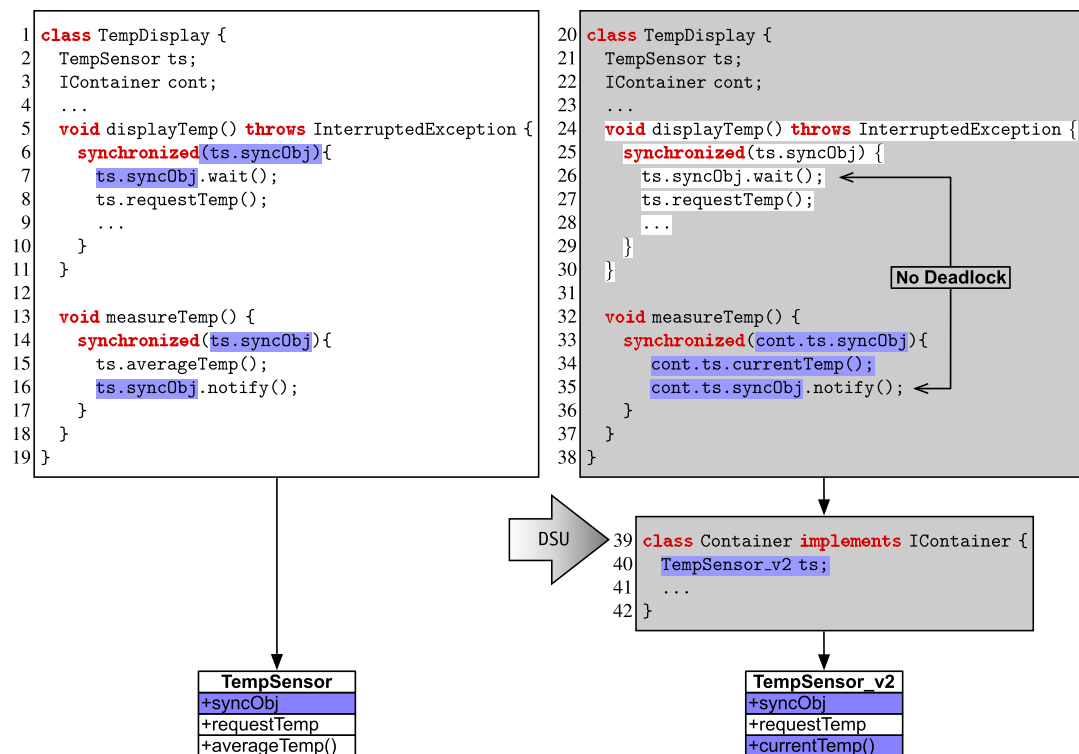 1 class TempDisplay {
2 TempSensor ts;
3 IContainer cont;
4 ...
5 void displayTemp() throws InterruptedException {
6 synchronized(ts.syncObj){
7 ts.syncObj.wait();
8 ts.requestTemp();
9 ...
10 }
11 }
12
13 void measureTemp() {
14 synchronized(ts.syncObj){
15 ts.averageTemp();
16 ts.syncObj.notify();
17 }
18 }
19 }
20 class TempDisplay {
21 TempSensor ts;
22 IContainer cont;
23 ...
24 void displayTemp() throws InterruptedException {
25 synchronized(ts.syncObj) {
26 ts.syncObj.wait();
27 ts.requestTemp();
28 ...
29 }
30 }
31
32 void measureTemp() {
33 synchronized(cont.ts.syncObj){
34 cont.ts.currentTemp();
35 cont.ts.syncObj.notify();
36 }
37 }
38 }
No Deadlock
DSU
39 class Container implements IContainer {
40 TempSensor_v2 ts;
41 ...
42 }
TempSensor
+syncObj
+requestTemp
+averageTemp()
TempSensor_v2
+syncObj
+requestTemp
+currentTemp()